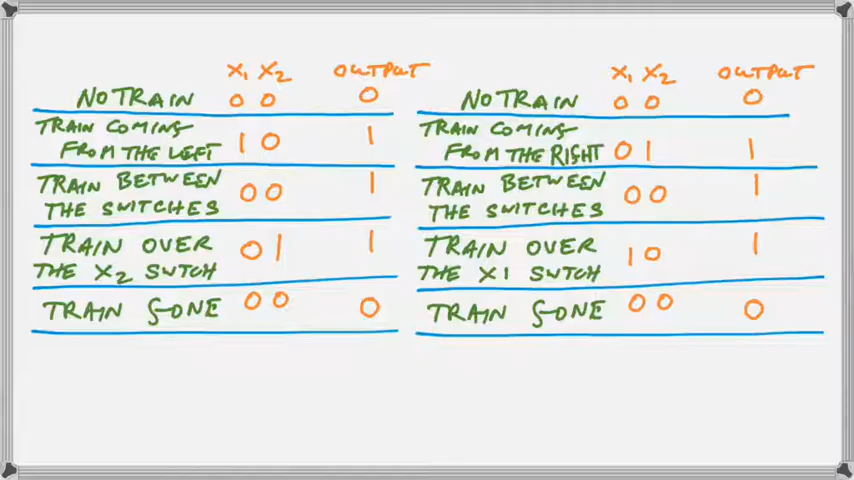 X1 X2 OUTPUT
NO TRAIN 0 0 0
TRAIN COMING
FROM THE LEFT 1 0 1
TRAIN BETWEEN
THE SWITCHES 0 0 1
TRAIN OVER
THE X2 SWTCH 0 1 1
TRAIN GONE 0 0 0
X1 X2 OUTPUT
NO TRAIN 0 0 0
TRAIN COMING
FROM THE RIGHT 0 1 1
TRAIN BETWEEN
THE SWITCHES 0 0 1
TRAIN OVER
THE X1 SWTCH 1 0 1
TRAIN GONE 0 0 0